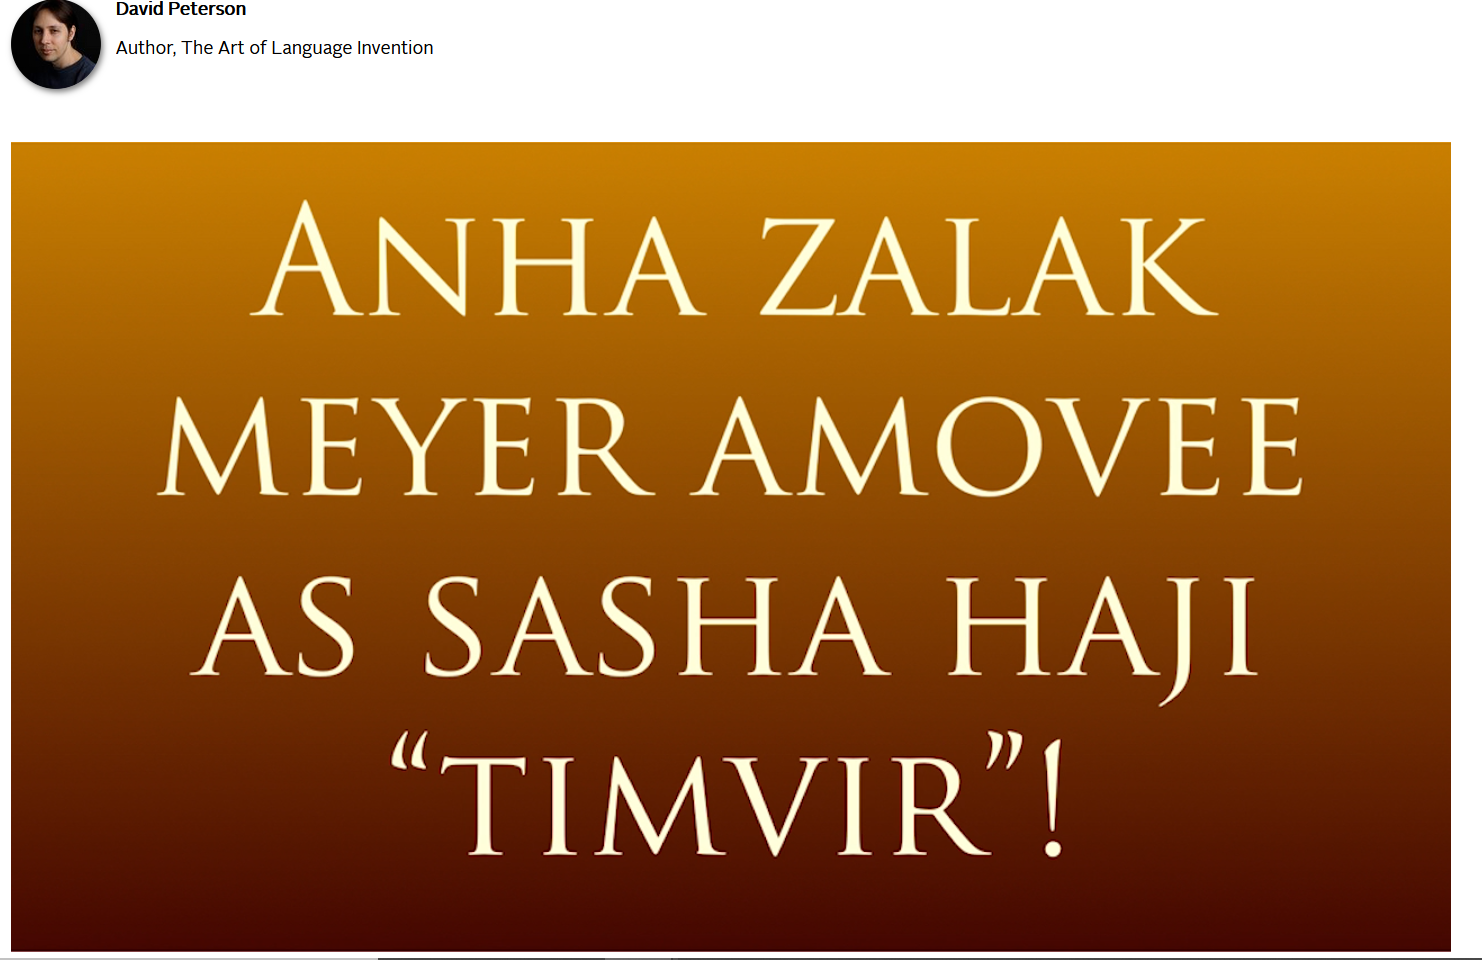 David Peterson
Author, The Art of Language Invention
ANHA ZALAK
MEYER AMOVEE
AS SASHA HAJI
“TIMVIR”!